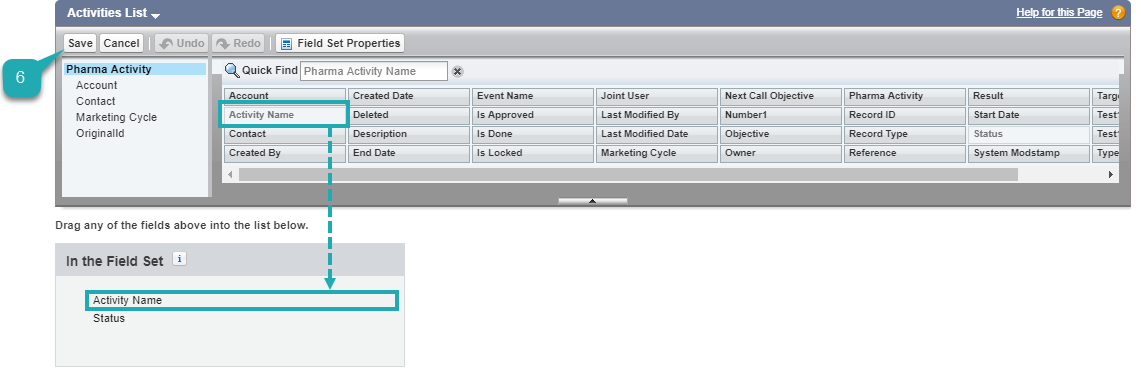 Activities List
Help for this Page ?
Save Cancel Undo Redo Field Set Properties
6
Pharma Activity
Account
Contact
Marketing Cycle
OriginalId
Quick Find Pharma Activity Name
Account Created Date Event Name Joint User Next Call Objective Pharma Activity Result Targ
Activity Name Deleted Is Approved Last Modified By Number1 Record ID Start Date Test
Contact Description Is Done Last Modified Date Objective Record Type Status Test
Created By End Date Is Locked Marketing Cycle Owner Reference System Modstamp Type
Drag any of the fields above into the list below.
In the Field Set i
Activity Name
Status